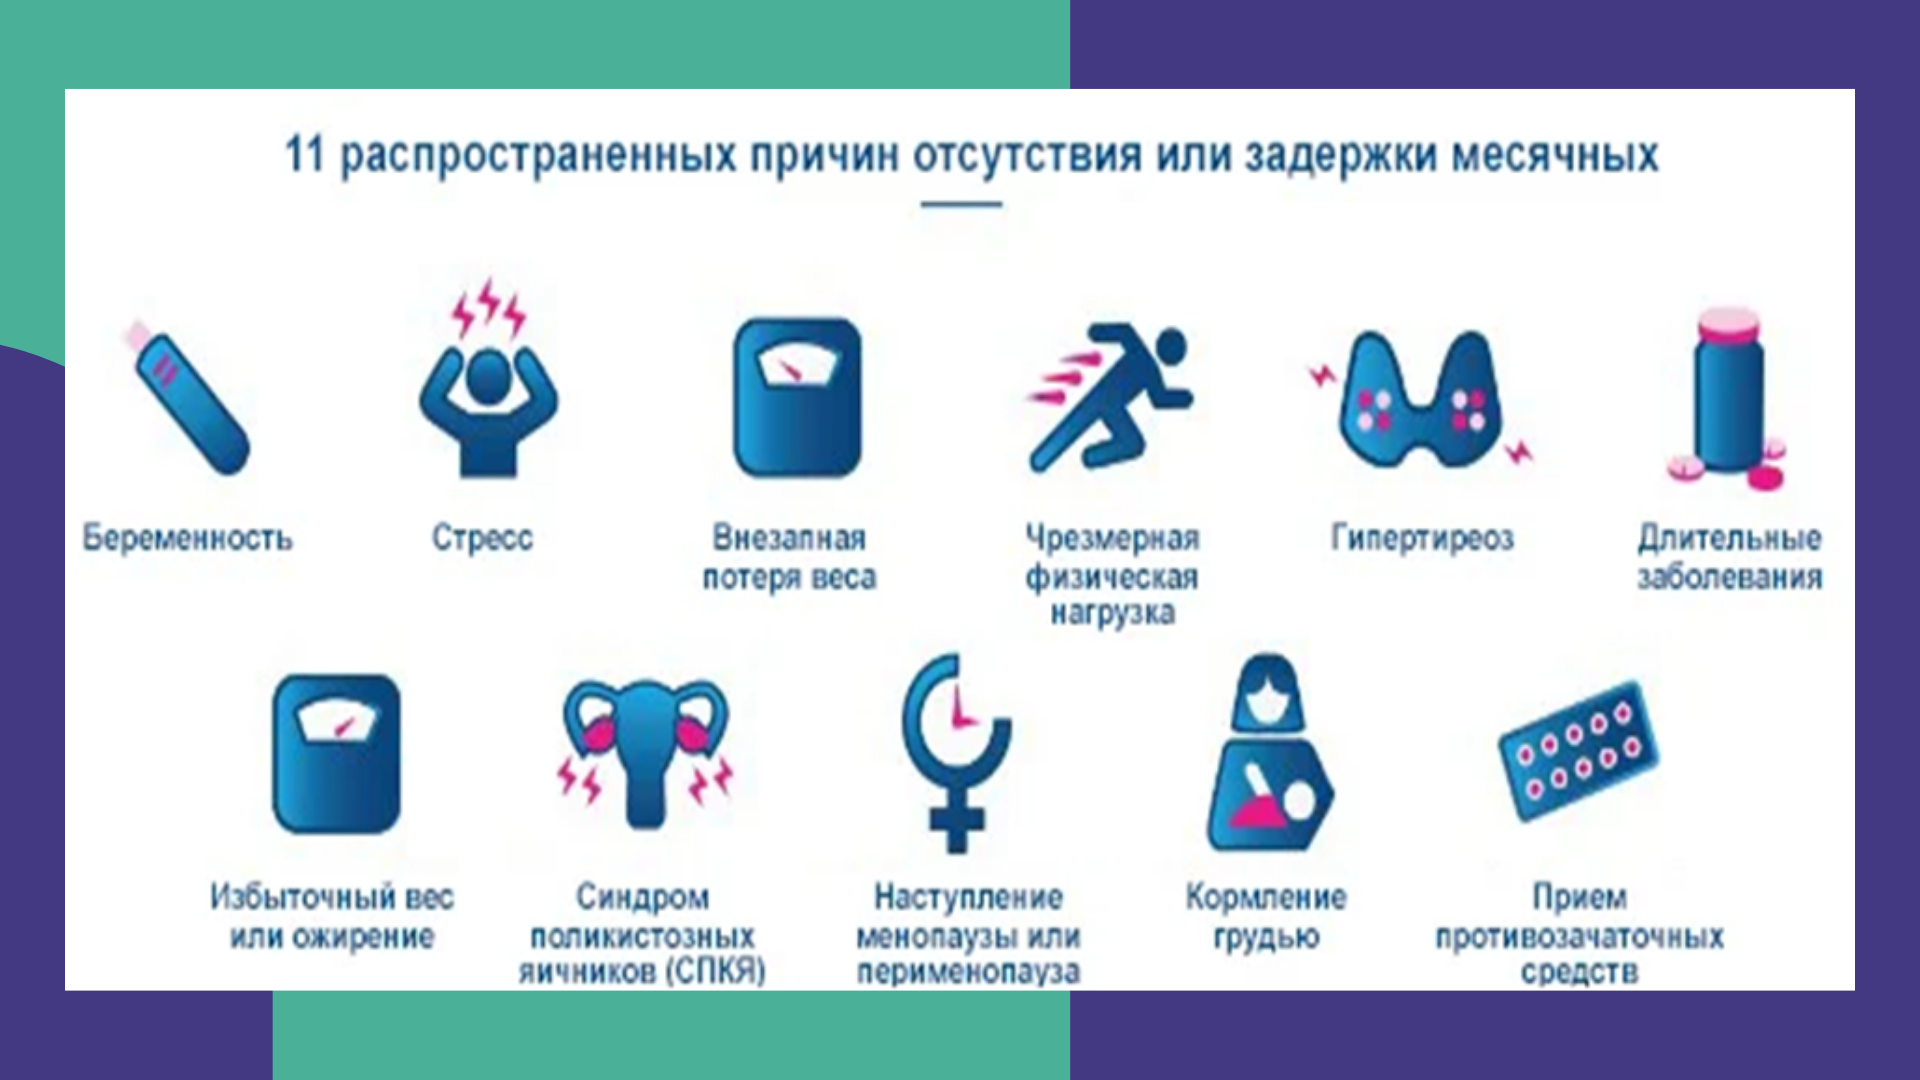 11 распространенных причин отсутствия или задержки месячных
Беременность
Стресс
Внезапная
потеря веса
Чрезмерная
физическая
нагрузка
Гипертиреоз
Длительные
заболевания
Избыточный вес
или ожирение
Синдром
поликистозных
яичников (СПКЯ)
Наступление
менопаузы или
перименопауза
Кормление
грудью
Прием
противозачаточных
средств